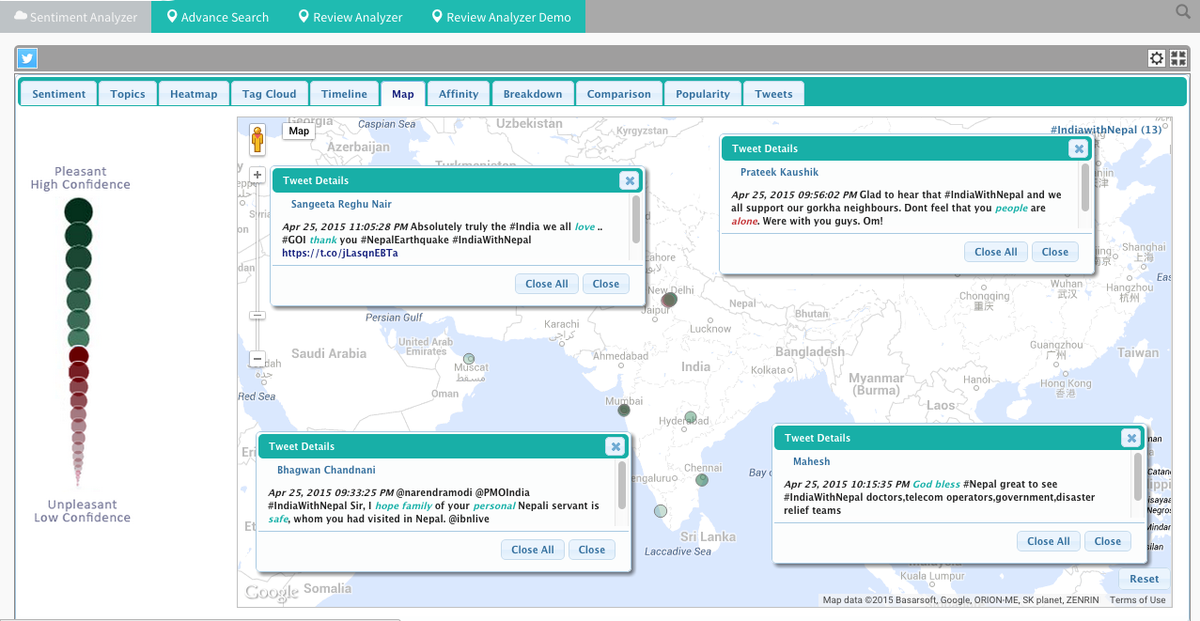 Sentiment Analyzer
Advance Search
Review Analyzer
Review Analyzer Demo
Sentiment
Topics
Heatmap
Tag Cloud
Timeline
Map
Affinity
Breakdown
Comparison
Popularity
Tweets
Pleasant
High Confidence
Unpleasant
Low Confidence
Map
#IndiawithNepal (13)
Georgia
Caspian Sea
Uzbekistan
Azerbaijan
Kyrgyzstan
Tweet Details
Sangeeta Reghu Nair
Apr 25, 2015 11:05:28 PM Absolutely truly the #India we all love ..
#GOI thank you #NepalEarthquake #IndiaWithNepal
https://t.co/jLasqnEBTa
Close All
Close
Tweet Details
Prateek Kaushik
Apr 25, 2015 09:56:02 PM Glad to hear that #IndiaWithNepal and we
all support our gorkha neighbours. Dont feel that you people are
alone. Were with you guys. Om!
Close All
Close
Shanghai
上海
Wuhan
武汉
Hangzhou
杭州
Chongqing
重庆
New Delhi
Jaipur
Nepal
Bhutan
Lucknow
Persian Gulf
Karachi
United Arab
Emirates
Saudi Arabia
Muscat
مسقط
Oman
Red Sea
Ahmedabad
India
Kolkata
Bangladesh
Myanmar
(Burma)
Guangzhou
广州
Taiwan
Hong Kong
香港
Hanoi
Laos
Mumbai
Hyderabad
Chennai
Tweet Details
Bhagwan Chandnani
Apr 25, 2015 09:33:25 PM @narendramodi @PMOIndia
#IndiaWithNepal Sir, I hope family of your personal Nepali servant is
safe, whom you had visited in Nepal. @ibnlive
Close All
Close
Tweet Details
Mahesh
Apr 25, 2015 10:15:35 PM God bless #Nepal great to see
#IndiaWithNepal doctors,telecom operators,government,disaster
relief teams
Close All
Close
Sri Lanka
Laccadive Sea
Somalia
Kuala Lumpur
Reset
Google
Map data ©2015 Basarsoft, Google, ORION-ME, SK planet, ZENRIN
Terms of Use